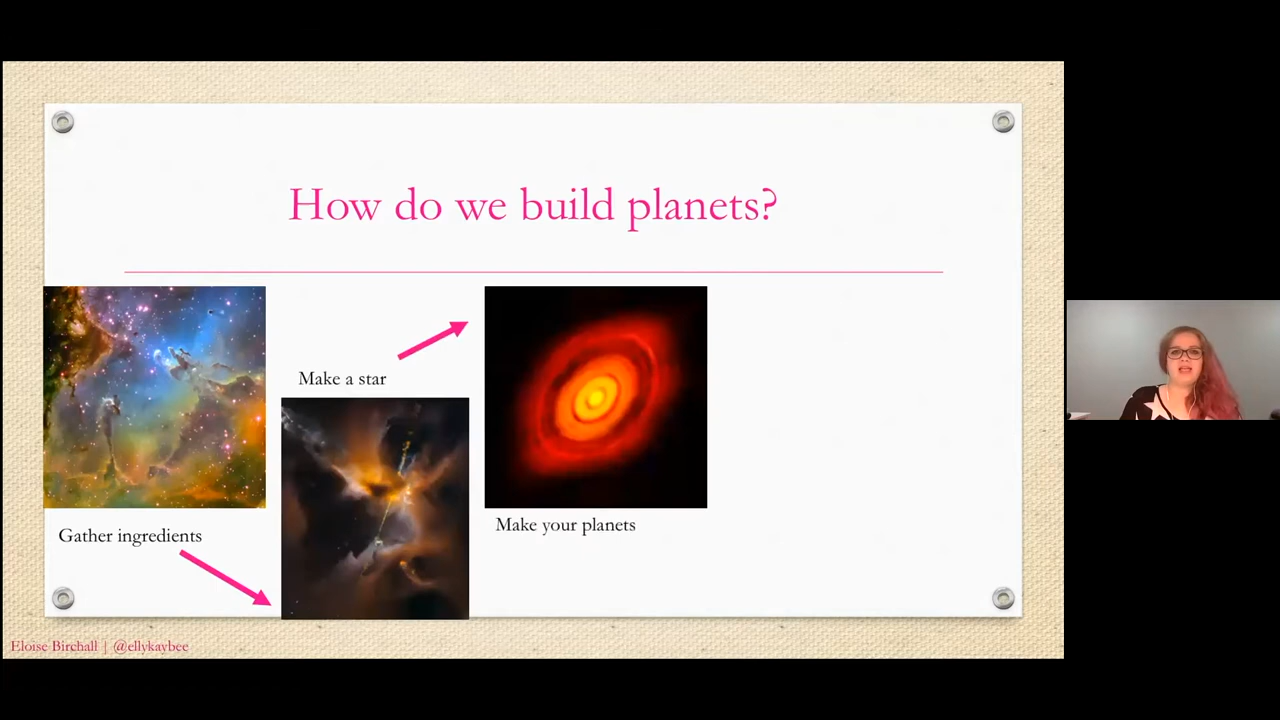 How do we build planets?
Make a star
Gather ingredients
Make your planets
Eloise Birchall | @ellykaybee